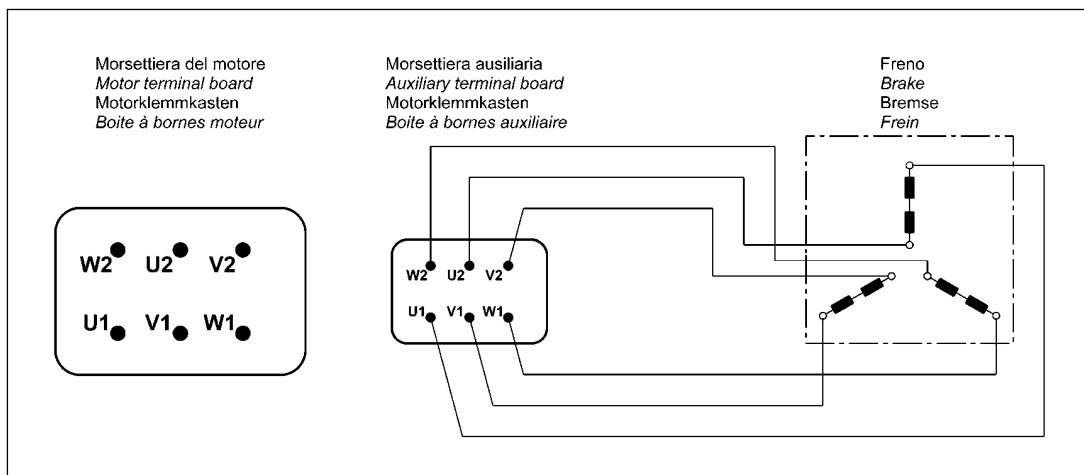 Morsettiera del motore
Motor terminal board
Motorklemmkasten
Boite à bornes moteur
Morsettiera ausiliaria
Auxiliary terminal board
Motorklemmkasten
Boite à bornes auxiliaire
Freno
Brake
Bremse
Frein
W2 U2 V2
U1 V1 W1
W2 U2 V2
U1 V1 W1